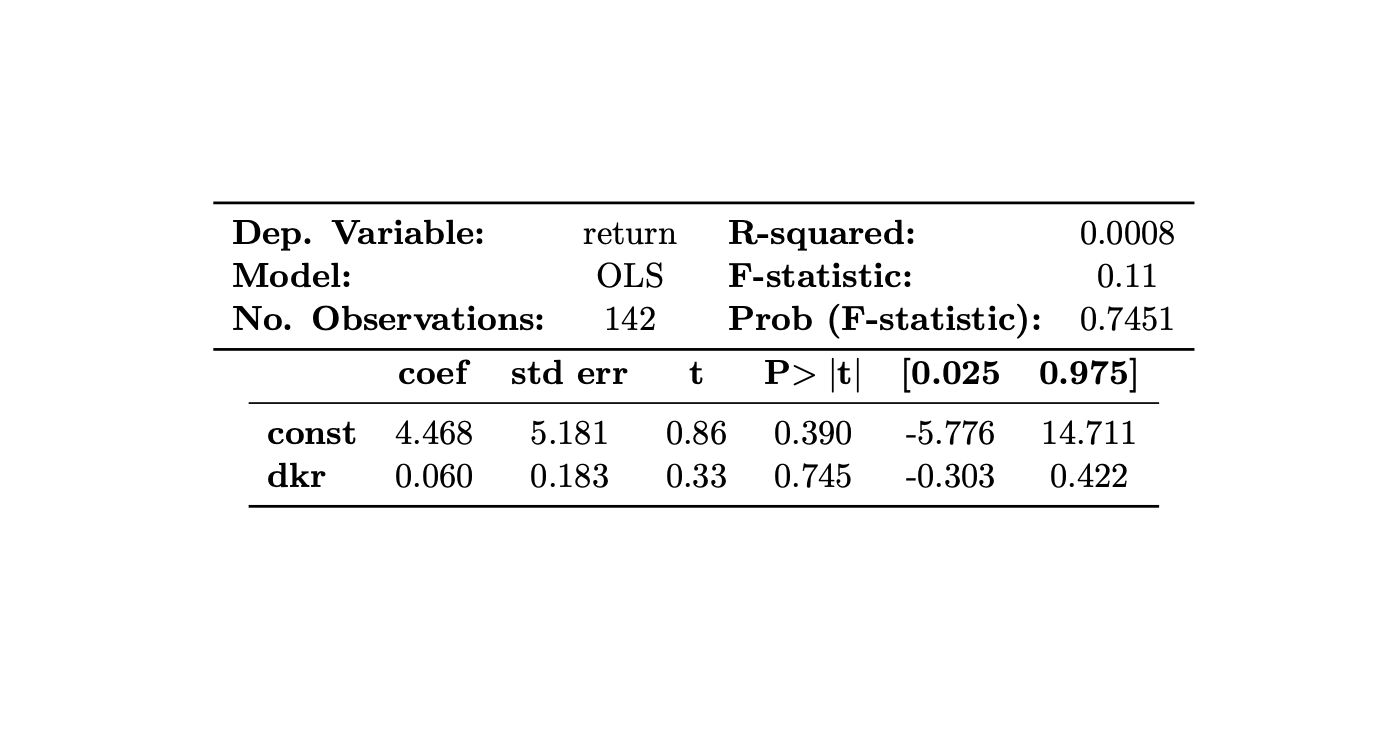 Dep. Variable: return R-squared: 0.0008
Model: OLS F-statistic: 0.11
No. Observations: 142 Prob (F-statistic): 0.7451
coef std err t P> |t| [0.025 0.975]
const 4.468 5.181 0.86 0.390 -5.776 14.711
dkr 0.060 0.183 0.33 0.745 -0.303 0.422